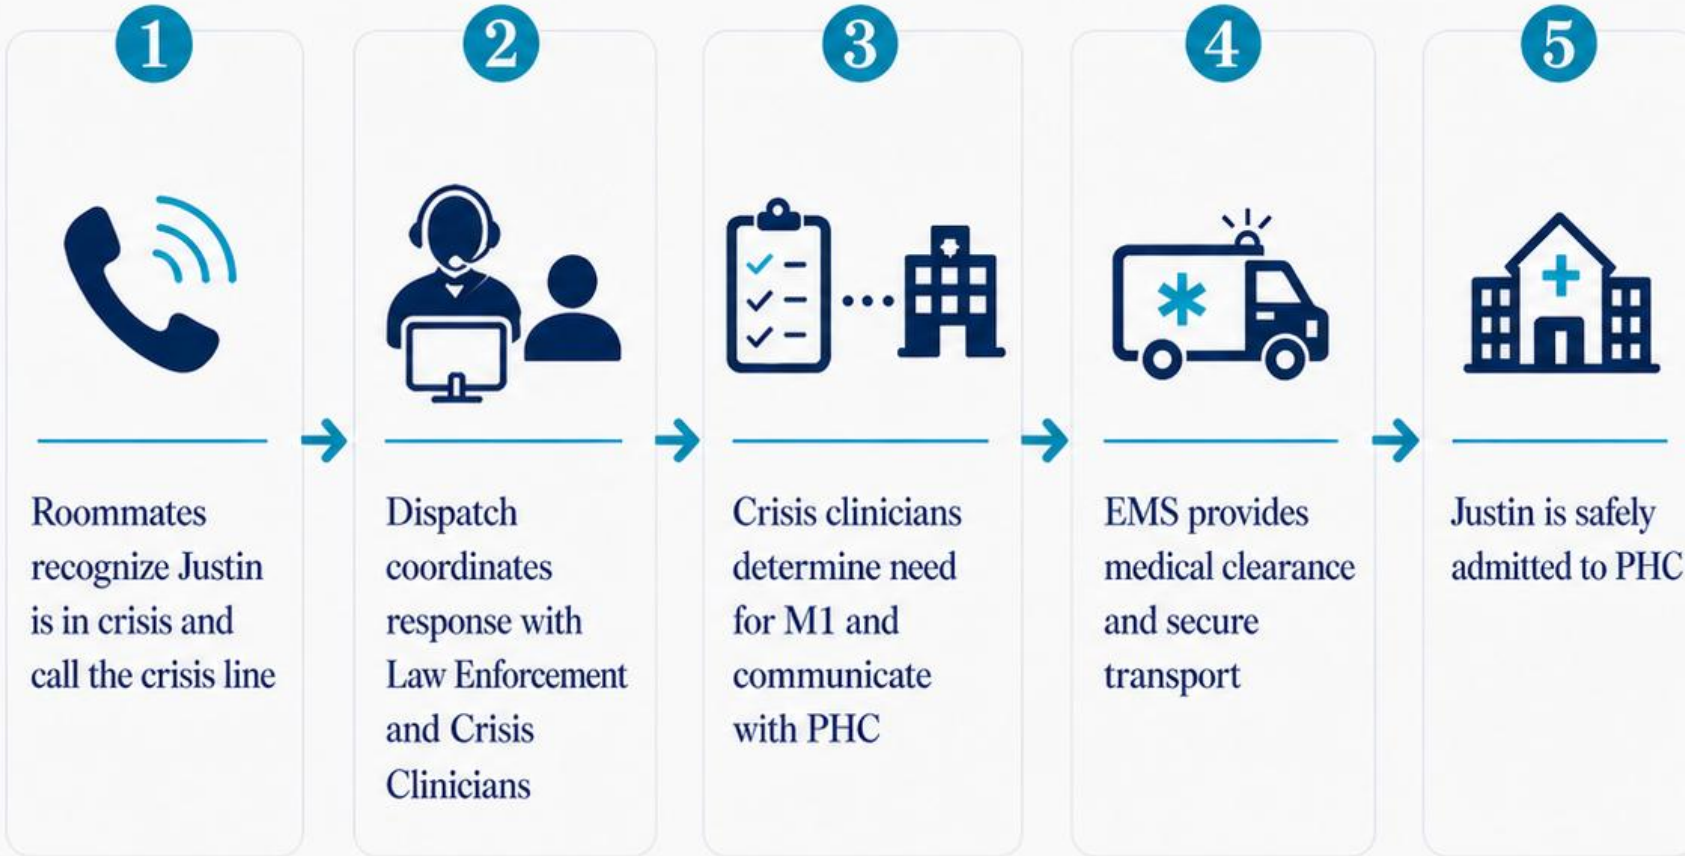 1
Roommates
recognize Justin
is in crisis and
call the crisis line
2
Dispatch
coordinates
response with
Law Enforcement
and Crisis
Clinicians
3
Crisis clinicians
determine need
for M1 and
communicate
with PHC
4
EMS provides
medical clearance
and secure
transport
5
Justin is safely
admitted to PHC